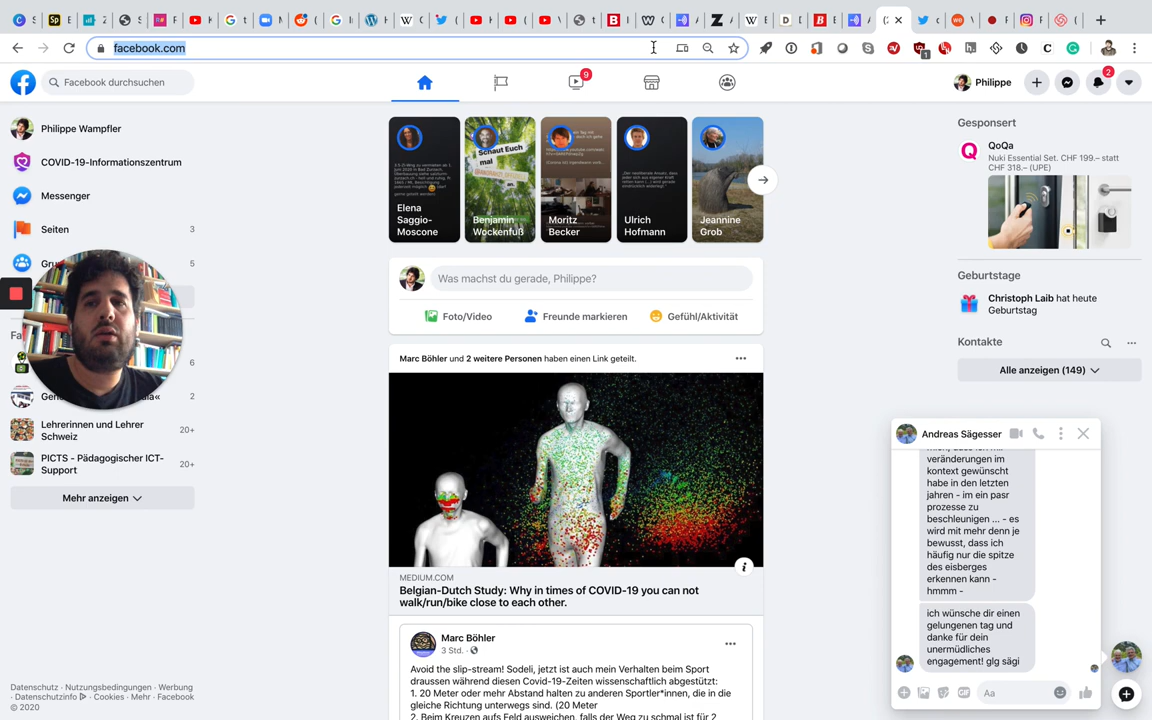 facebook.com
Facebook durchsuchen
9
Philippe
2
1
Philippe Wampfler
COVID-19-Informationszentrum
Messenger
Seiten
3
5
6
2
Lehrerinnen und Lehrer
Schweiz
20+
PICTS - Pädagogischer ICT-
Support
20+
Mehr anzeigen
Datenschutz · Nutzungsbedingungen · Werbung
· Datenschutzinfo · Cookies · Mehr · Facebook
© 2020
Schaut Euch
mal
an.
Elena
Saggio-
Moscone
Benjamin
Wockenfuß
Moritz
Becker
Ulrich
Hofmann
Jeannine
Grob
Was machst du gerade, Philippe?
Foto/Video
Freunde markieren
Gefühl/Aktivität
Marc Böhler und 2 weitere Personen haben einen Link geteilt.
MEDIUM.COM
Belgian-Dutch Study: Why in times of COVID-19 you can not
walk/run/bike close to each other.
Marc Böhler
3 Std. ·
Avoid the slip-stream! Sodeli, jetzt ist auch mein Verhalten beim Sport
draussen während diesen Covid-19-Zeiten wissenschaftlich abgestützt:
1. 20 Meter oder mehr Abstand halten zu anderen Sportler*innen, die in die
gleiche Richtung unterwegs sind. (20 Meter
2. Beim Kreuzen aufs Feld ausweichen, falls der Weg zu schmal ist für 2
Gesponsert
QoQa
Nuki Essential Set. CHF 199.– statt
CHF 318.– (UPE)
Geburtstage
Christoph Laib hat heute
Geburtstag
Kontakte
Alle anzeigen (149)
Andreas Sägesser
veränderungen im
kontext gewünscht
habe in den letzten
jahren - im ein pasr
prozesse zu
beschleunigen ... - es
wird mit mehr denn je
bewusst, dass ich
häufig nur die spitze
des eisberges
erkennen kann -
hmmm -
ich wünsche dir einen
gelungenen tag und
danke für dein
unermüdliches
engagement! glg sägi
GIF
Aa